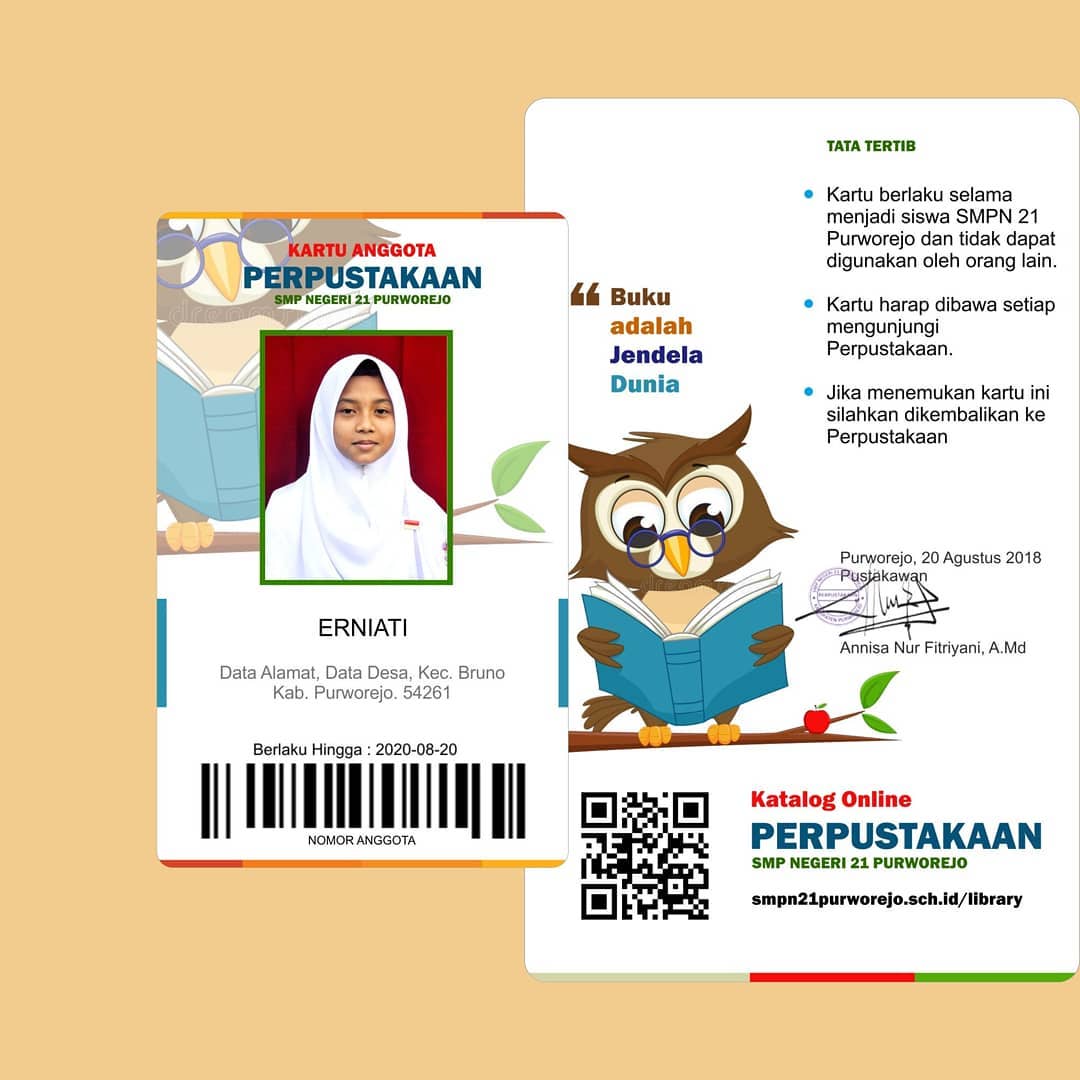 KARTU ANGGOTA
PERPUSTAKAAN
SMP NEGERI 21 PURWOREJO
ERNIATI
Data Alamat, Data Desa, Kec. Bruno
Kab. Purworejo. 54261
Berlaku Hingga : 2020-08-20
NOMOR ANGGOTA
TATA TERTIB
Kartu berlaku selama
menjadi siswa SMPN 21
Purworejo dan tidak dapat
digunakan oleh orang lain.
Kartu harap dibawa setiap
mengunjungi
Perpustakaan.
Jika menemukan kartu ini
silahkan dikembalikan ke
Perpustakaan
“ Buku
adalah
Jendela
Dunia
Purworejo, 20 Agustus 2018
Pustakawan
PERPUSTAKAAN
Annisa Nur Fitriyani, A.Md
Katalog Online
PERPUSTAKAAN
SMP NEGERI 21 PURWOREJO
smpn21purworejo.sch.id/library